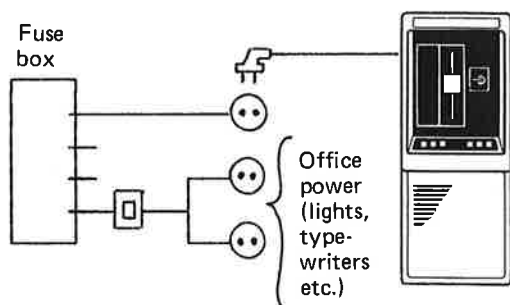 Fuse
box
Office
power
(lights,
type-
writers
etc.)